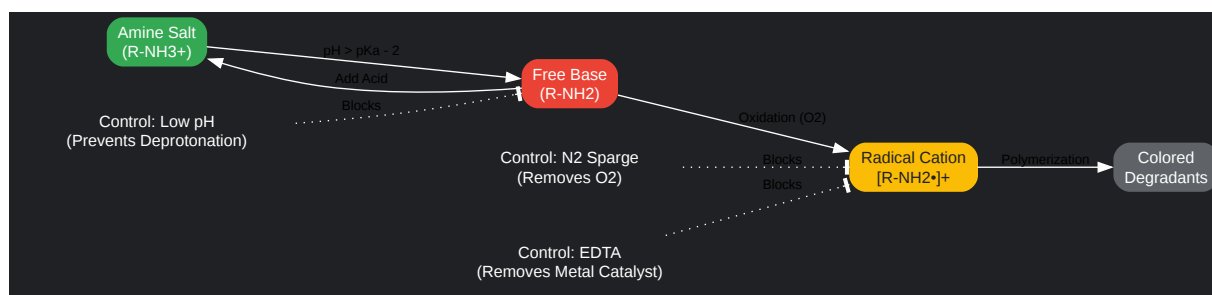 Amine Salt
(R-NH3+)
pH > pKa - 2
Add Acid
Free Base
(R-NH2)
Blocks
Control: Low pH
(Prevents Deprotonation)
Oxidation (O2)
Control: N2 Sparge
(Removes O2)
Blocks
Blocks
Radical Cation
[R-NH2•]+
Polymerization
Colored
Degradants
Control: EDTA
(Removes Metal Catalyst)